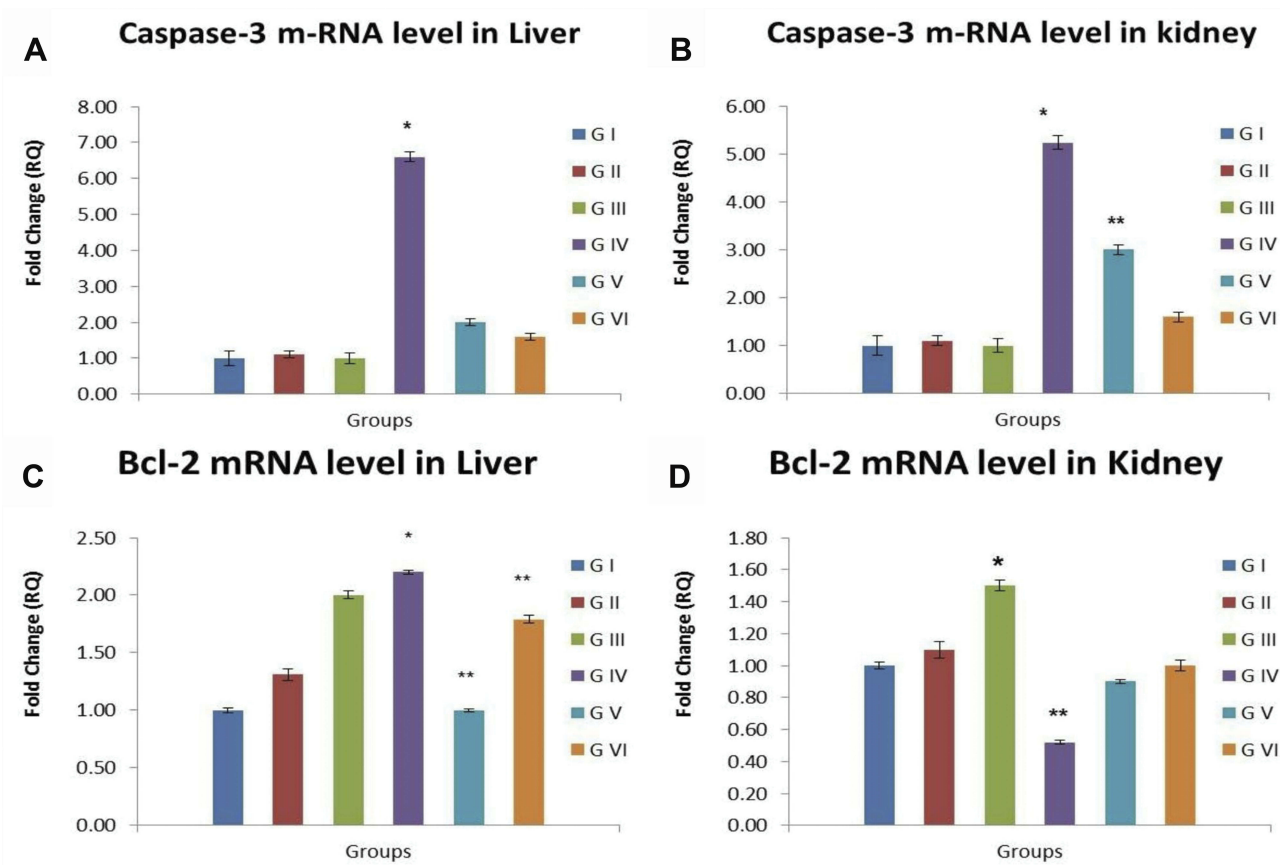 A
Caspase-3 m-RNA level in Liver
Fold Change (RQ)
8.00
7.00
6.00
5.00
4.00
3.00
2.00
1.00
0.00
*
G I
G II
G III
G IV
G V
G VI
Groups
B
Caspase-3 m-RNA level in kidney
Fold Change (RQ)
6.00
5.00
4.00
3.00
2.00
1.00
0.00
*
**
G I
G II
G III
G IV
G V
G VI
Groups
C
Bcl-2 mRNA level in Liver
Fold Change (RQ)
2.50
2.00
1.50
1.00
0.50
0.00
*
**
**
G I
G II
G III
G IV
G V
G VI
Groups
D
Bcl-2 mRNA level in Kidney
Fold Change (RQ)
1.80
1.60
1.40
1.20
1.00
0.80
0.60
0.40
0.20
0.00
*
**
G I
G II
G III
G IV
G V
G VI
Groups